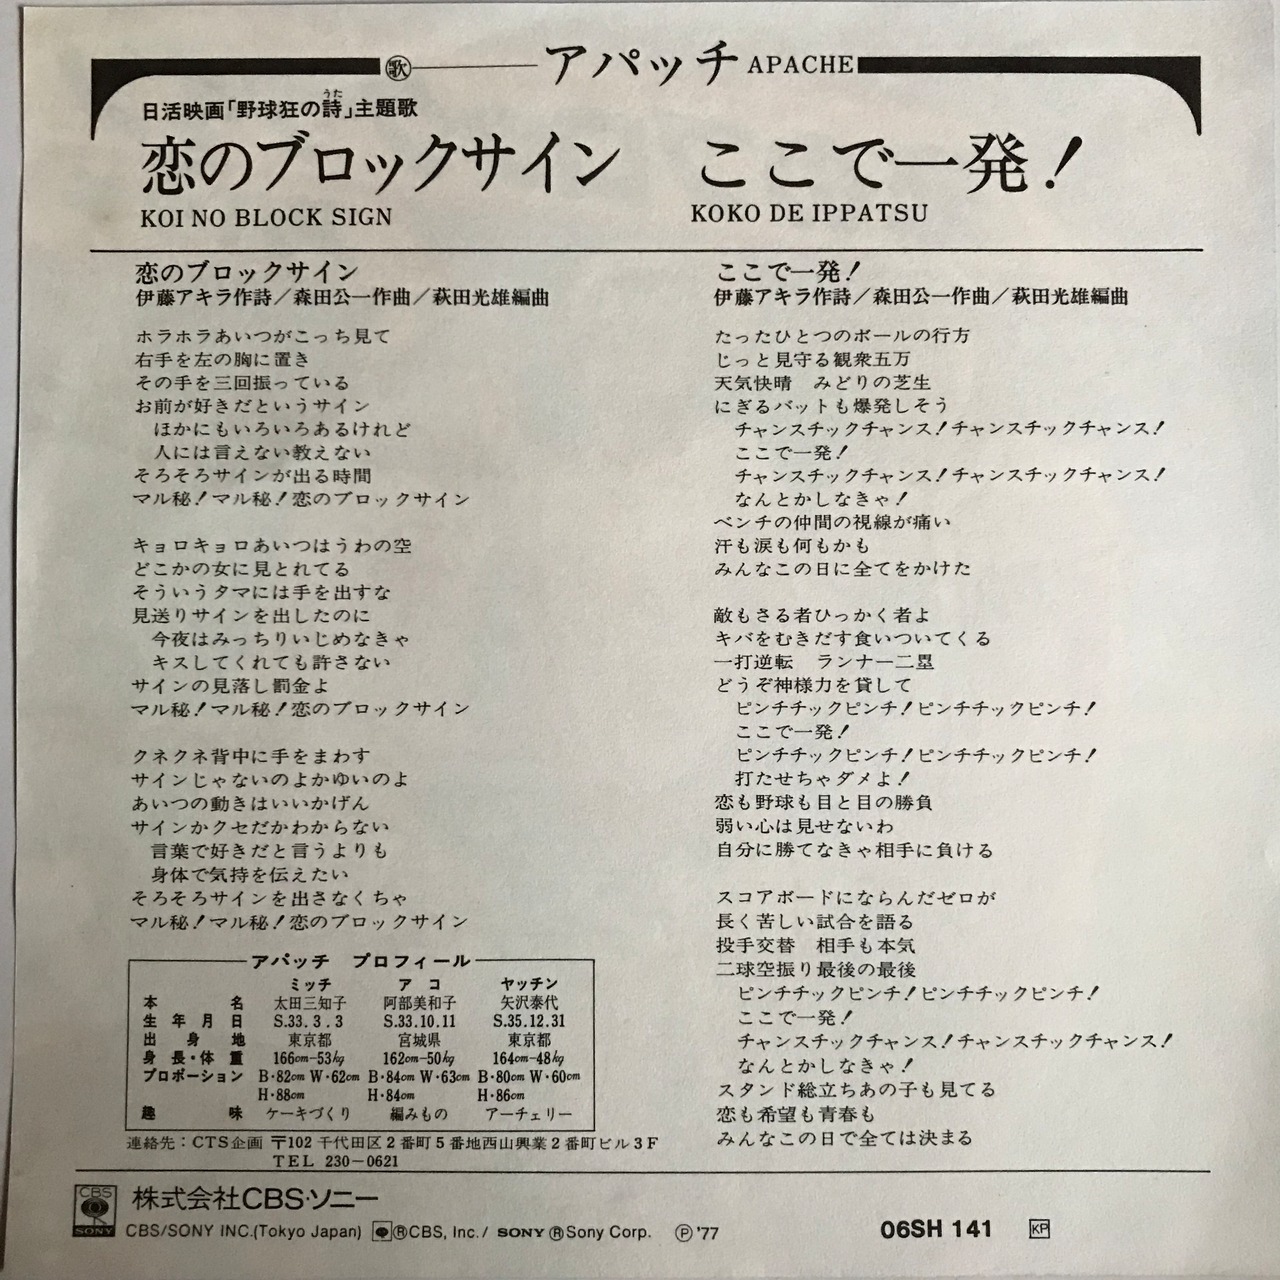 歌 アパッチ APACHE
日活映画「野球狂の詩」主題歌
うた
恋のブロックサイン ここで一発!
KOI NO BLOCK SIGN KOKO DE IPPATSU
恋のブロックサイン
伊藤アキラ作詩/森田公一作曲/萩田光雄編曲
ホラホラあいつがこっち見て
右手を左の胸に置き
その手を三回振っている
お前が好きだというサイン
ほかにもいろいろあるけれど
人には言えない教えない
そろそろサインが出る時間
マル秘!マル秘!恋のブロックサイン
キョロキョロあいつはうわの空
どこかの女に見とれてる
そういうタマには手を出すな
見送りサインを出したのに
今夜はみっちりいじめなきゃ
キスしてくれても許さない
サインの見落し罰金よ
マル秘!マル秘!恋のブロックサイン
クネクネ背中に手をまわす
サインじゃないのよかゆいのよ
あいつの動きはいいかげん
サインかクセだかわからない
言葉で好きだと言うよりも
身体で気持を伝えたい
そろそろサインを出さなくちゃ
マル秘!マル秘!恋のブロックサイン
ここで一発!
伊藤アキラ作詩/森田公一作曲/萩田光雄編曲
たったひとつのボールの行方
じっと見守る観衆五万
天気快晴 みどりの芝生
にぎるバットも爆発しそう
チャンスチックチャンス!チャンスチックチャンス!
ここで一発!
チャンスチックチャンス!チャンスチックチャンス!
なんとかしなきゃ!
ベンチの仲間の視線が痛い
汗も涙も何もかも
みんなこの日に全てをかけた
敵もさる者ひっかく者よ
キバをむきだす食いついてくる
一打逆転 ランナー二塁
どうぞ神様力を貸して
ピンチチックピンチ!ピンチチックピンチ!
ここで一発!
ピンチチックピンチ!ピンチチックピンチ!
打たせちゃダメよ!
恋も野球も目と目の勝負
弱い心は見せないわ
自分に勝てなきゃ相手に負ける
スコアボードにならんだゼロが
長く苦しい試合を語る
投手交替 相手も本気
二球空振り最後の最後
ピンチチックピンチ!ピンチチックピンチ!
ここで一発!
チャンスチックチャンス!チャンスチックチャンス!
なんとかしなきゃ!
スタンド総立ちあの子も見てる
恋も希望も青春も
みんなこの日で全ては決まる
アパッチ プロフィール
ミッチ アコ ヤッチン
本名 太田三知子 阿部美和子 矢沢泰代
生年月日 S.33.3.3 S.33.10.11 S.35.12.31
出身地 東京都 宮城県 東京都
身長・体重 166cm-53kg 162cm-50kg 164cm-48kg
プロポーション B・82cm W・62cm B・84cm W・63cm B・80cm W・60cm
H・88cm H・84cm H・86cm
趣味 ケーキづくり 編みもの アーチェリー
連絡先:CTS企画 〒102 千代田区2番町5番地西山興業2番町ビル3F
TEL 230-0621
CBS
SONY
株式会社CBS・ソニー
CBS/SONY INC.(Tokyo Japan) ®CBS, Inc./ SONY ®Sony Corp. ℗'77
06SH 141 KP